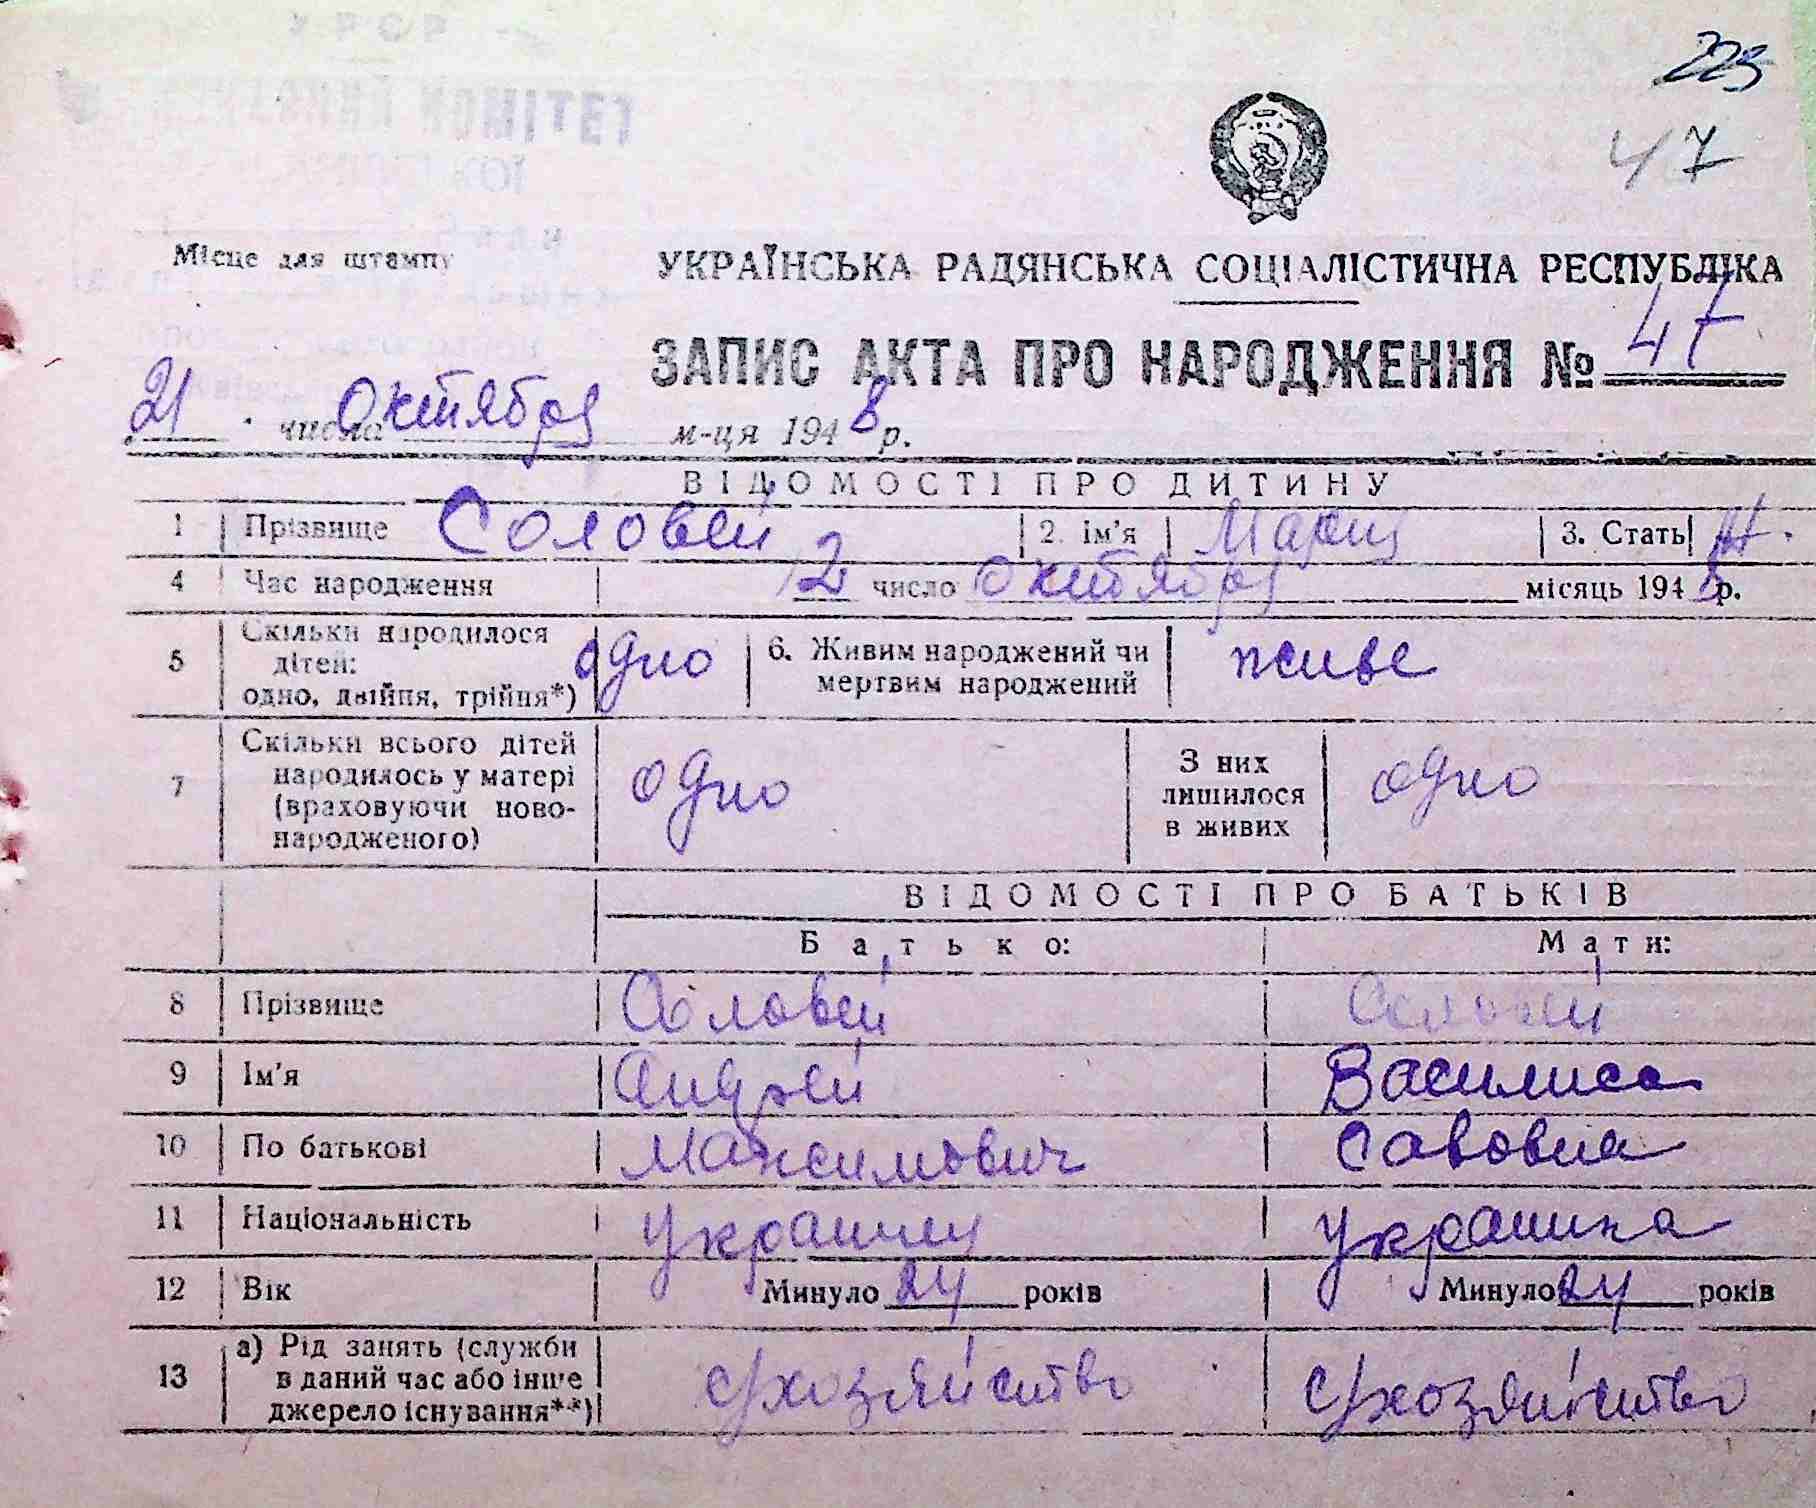 223
47
Місце для штампу
УКРАЇНСЬКА РАДЯНСЬКА СОЦІАЛІСТИЧНА РЕСПУБЛІКА
ЗАПИС АКТА ПРО НАРОДЖЕННЯ № 47
21 числа Октября м-ця 1948 р.
ВІДОМОСТІ ПРО ДИТИНУ
1 Прізвище Соловей 2. ім'я Мария 3. Стать
4 Час народження 12 число Октября місяць 1948 р.
5 Скільки народилося дітей: одно, двійня, трійня*) одно 6. Живим народжений чи мертвим народжений живе
7 Скільки всього дітей народилось у матері (враховуючи новонародженого) одно З них лишилося в живих одно
ВІДОМОСТІ ПРО БАТЬКІВ
Батько: Мати:
8 Прізвище Соловей Соловей
9 Ім'я Андрей Василиса
10 По батькові Максимович Савовна
11 Національність украинец украинка
12 Вік Минуло 24 років Минуло 24 років
13 а) Рід занять (служби в даний час або інше джерело існування**) с/хозяйство с/хозяйство